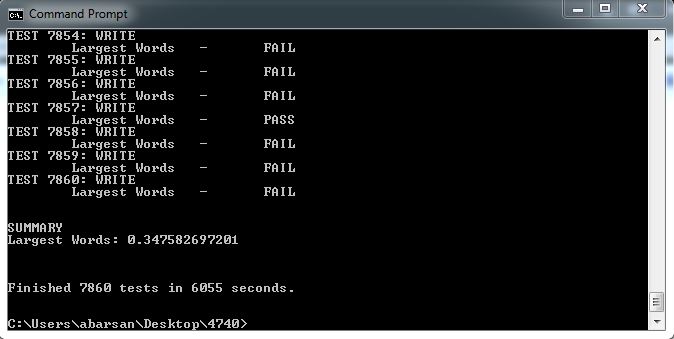 Command Prompt
TEST 7854: WRITE
Largest Words - FAIL
TEST 7855: WRITE
Largest Words - FAIL
TEST 7856: WRITE
Largest Words - FAIL
TEST 7857: WRITE
Largest Words - PASS
TEST 7858: WRITE
Largest Words - FAIL
TEST 7859: WRITE
Largest Words - FAIL
TEST 7860: WRITE
Largest Words - FAIL
SUMMARY
Largest Words: 0.347582697201
Finished 7860 tests in 6055 seconds.
C:\Users\abarsan\Desktop\4740>